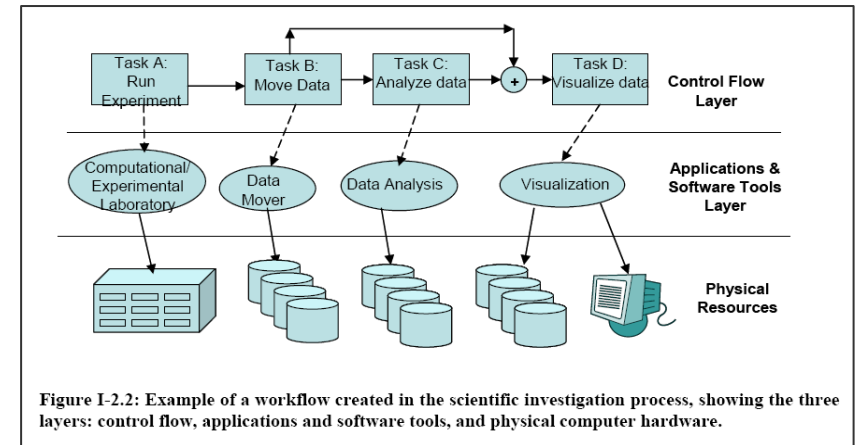 Task A:
Run
Experiment
Task B:
Move Data
Task C:
Analyze data
+
Task D:
Visualize data
Control Flow
Layer
Computational/
Experimental
Laboratory
Data
Mover
Data Analysis
Visualization
Applications &
Software Tools
Layer
Physical
Resources
Figure I-2.2: Example of a workflow created in the scientific investigation process, showing the three
layers: control flow, applications and software tools, and physical computer hardware.